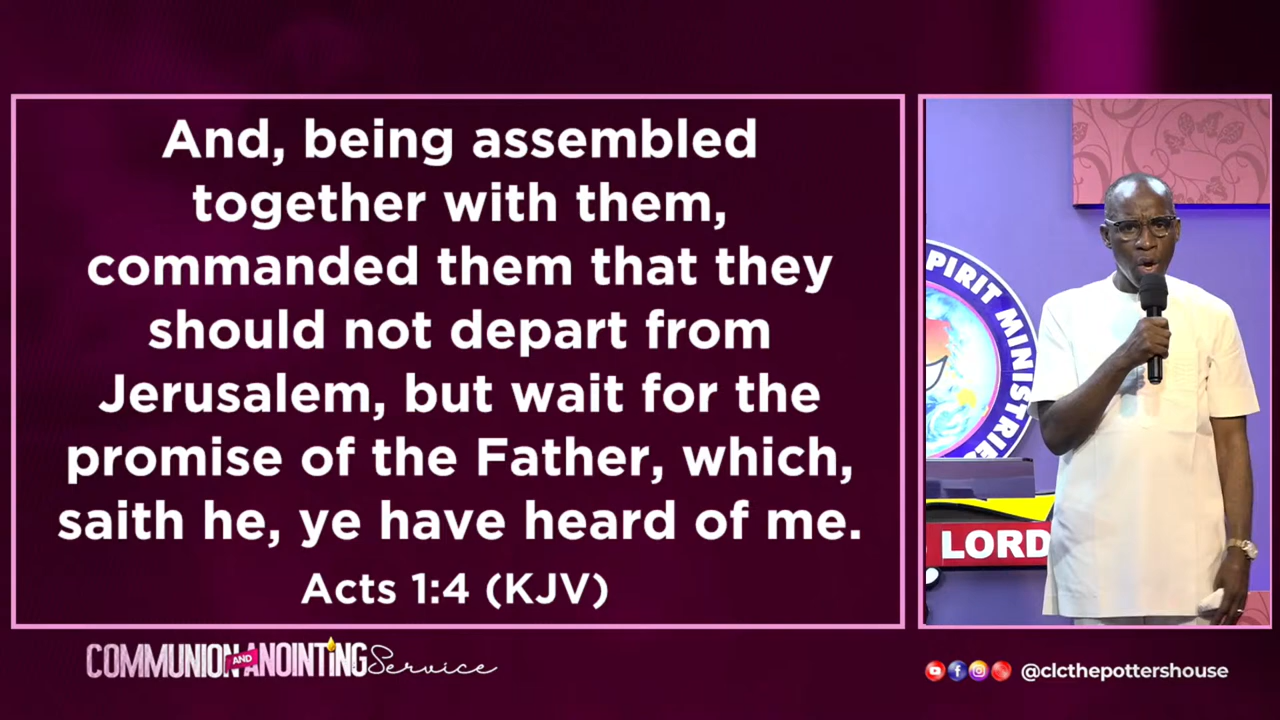 And, being assembled
together with them,
commanded them that they
should not depart from
Jerusalem, but wait for the
promise of the Father, which,
saith he, ye have heard of me.
Acts 1:4 (KJV)
PIRIT MINISTRIE
LORD
COMMUNION AND ANOINTING Service
@clcthepottershouse